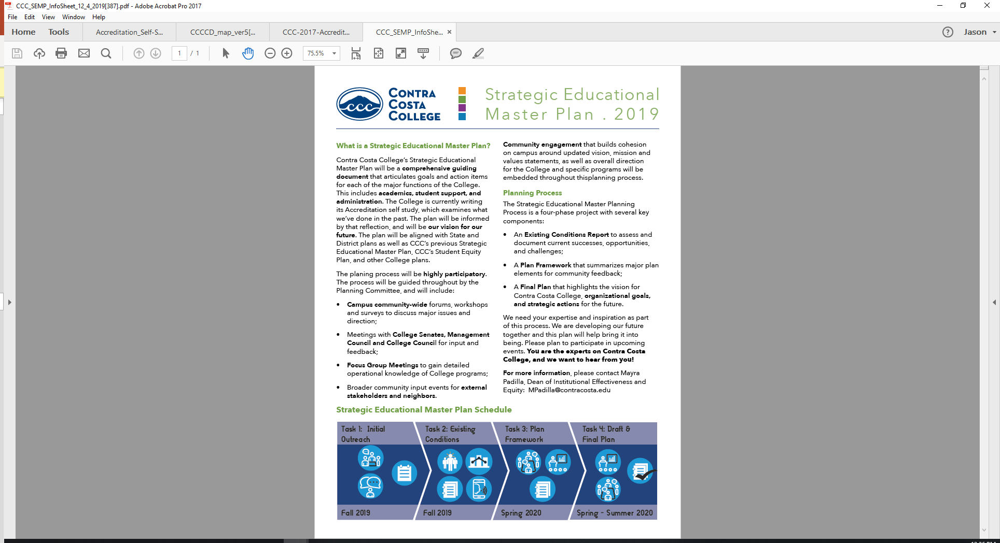 CCC_SEMP_InfoSheet_12_4_2019[387].pdf - Adobe Acrobat Pro 2017
File Edit View Window Help
Home Tools Accreditation_Self-S... CCCCD_map_ver5[... CCC-2017-Accredit... CCC_SEMP_InfoShe... × ? Jason
1 / 1 75.5%
CONTRA
COSTA
COLLEGE
ccc
Strategic Educational
Master Plan . 2019
What is a Strategic Educational Master Plan?
Contra Costa College's Strategic Educational
Master Plan will be a comprehensive guiding
document that articulates goals and action items
for each of the major functions of the College.
This includes academics, student support, and
administration. The College is currently writing
its Accreditation self study, which examines what
we've done in the past. The plan will be informed
by that reflection, and will be our vision for our
future. The plan will be aligned with State and
District plans as well as CCC's previous Strategic
Educational Master Plan, CCC's Student Equity
Plan, and other College plans.
The planing process will be highly participatory.
The process will be guided throughout by the
Planning Committee, and will include:
• Campus community-wide forums, workshops
and surveys to discuss major issues and
direction;
• Meetings with College Senates, Management
Council and College Council for input and
feedback;
• Focus Group Meetings to gain detailed
operational knowledge of College programs;
• Broader community input events for external
stakeholders and neighbors.
Community engagement that builds cohesion
on campus around updated vision, mission and
values statements, as well as overall direction
for the College and specific programs will be
embedded throughout thisplanning process.
Planning Process
The Strategic Educational Master Planning
Process is a four-phase project with several key
components:
• An Existing Conditions Report to assess and
document current successes, opportunities,
and challenges;
• A Plan Framework that summarizes major plan
elements for community feedback;
• A Final Plan that highlights the vision for
Contra Costa College, organizational goals,
and strategic actions for the future.
We need your expertise and inspiration as part
of this process. We are developing our future
together and this plan will help bring it into
being. Please plan to participate in upcoming
events. You are the experts on Contra Costa
College, and we want to hear from you!
For more information, please contact Mayra
Padilla, Dean of Institutional Effectiveness and
Equity: MPadilla@contracosta.edu
Strategic Educational Master Plan Schedule
Task 1: Initial
Outreach
Task 2: Existing
Conditions
Task 3: Plan
Framework
Task 4: Draft &
Final Plan
Fall 2019
Fall 2019
Spring 2020
Spring - Summer 2020